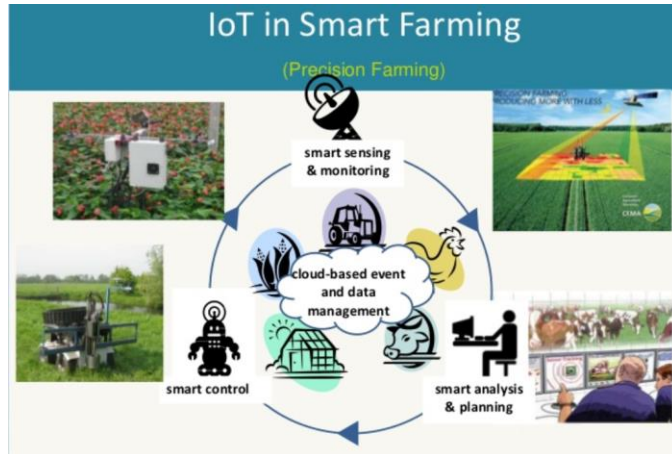 IoT in Smart Farming
(Precision Farming)
PRECISION FARMING
PRODUCING MORE WITH LESS
smart sensing
& monitoring
cloud-based event
and data
management
CEMA
smart control
smart analysis
& planning